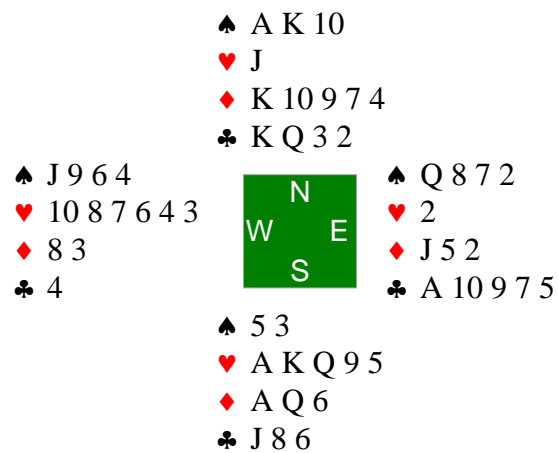 ♠ A K 10
♥ J
♦ K 10 9 7 4
♣ K Q 3 2
♠ J 9 6 4
♥ 10 8 7 6 4 3
♦ 8 3
♣ 4
N
W E
S
♠ Q 8 7 2
♥ 2
♦ J 5 2
♣ A 10 9 7 5
♠ 5 3
♥ A K Q 9 5
♦ A Q 6
♣ J 8 6